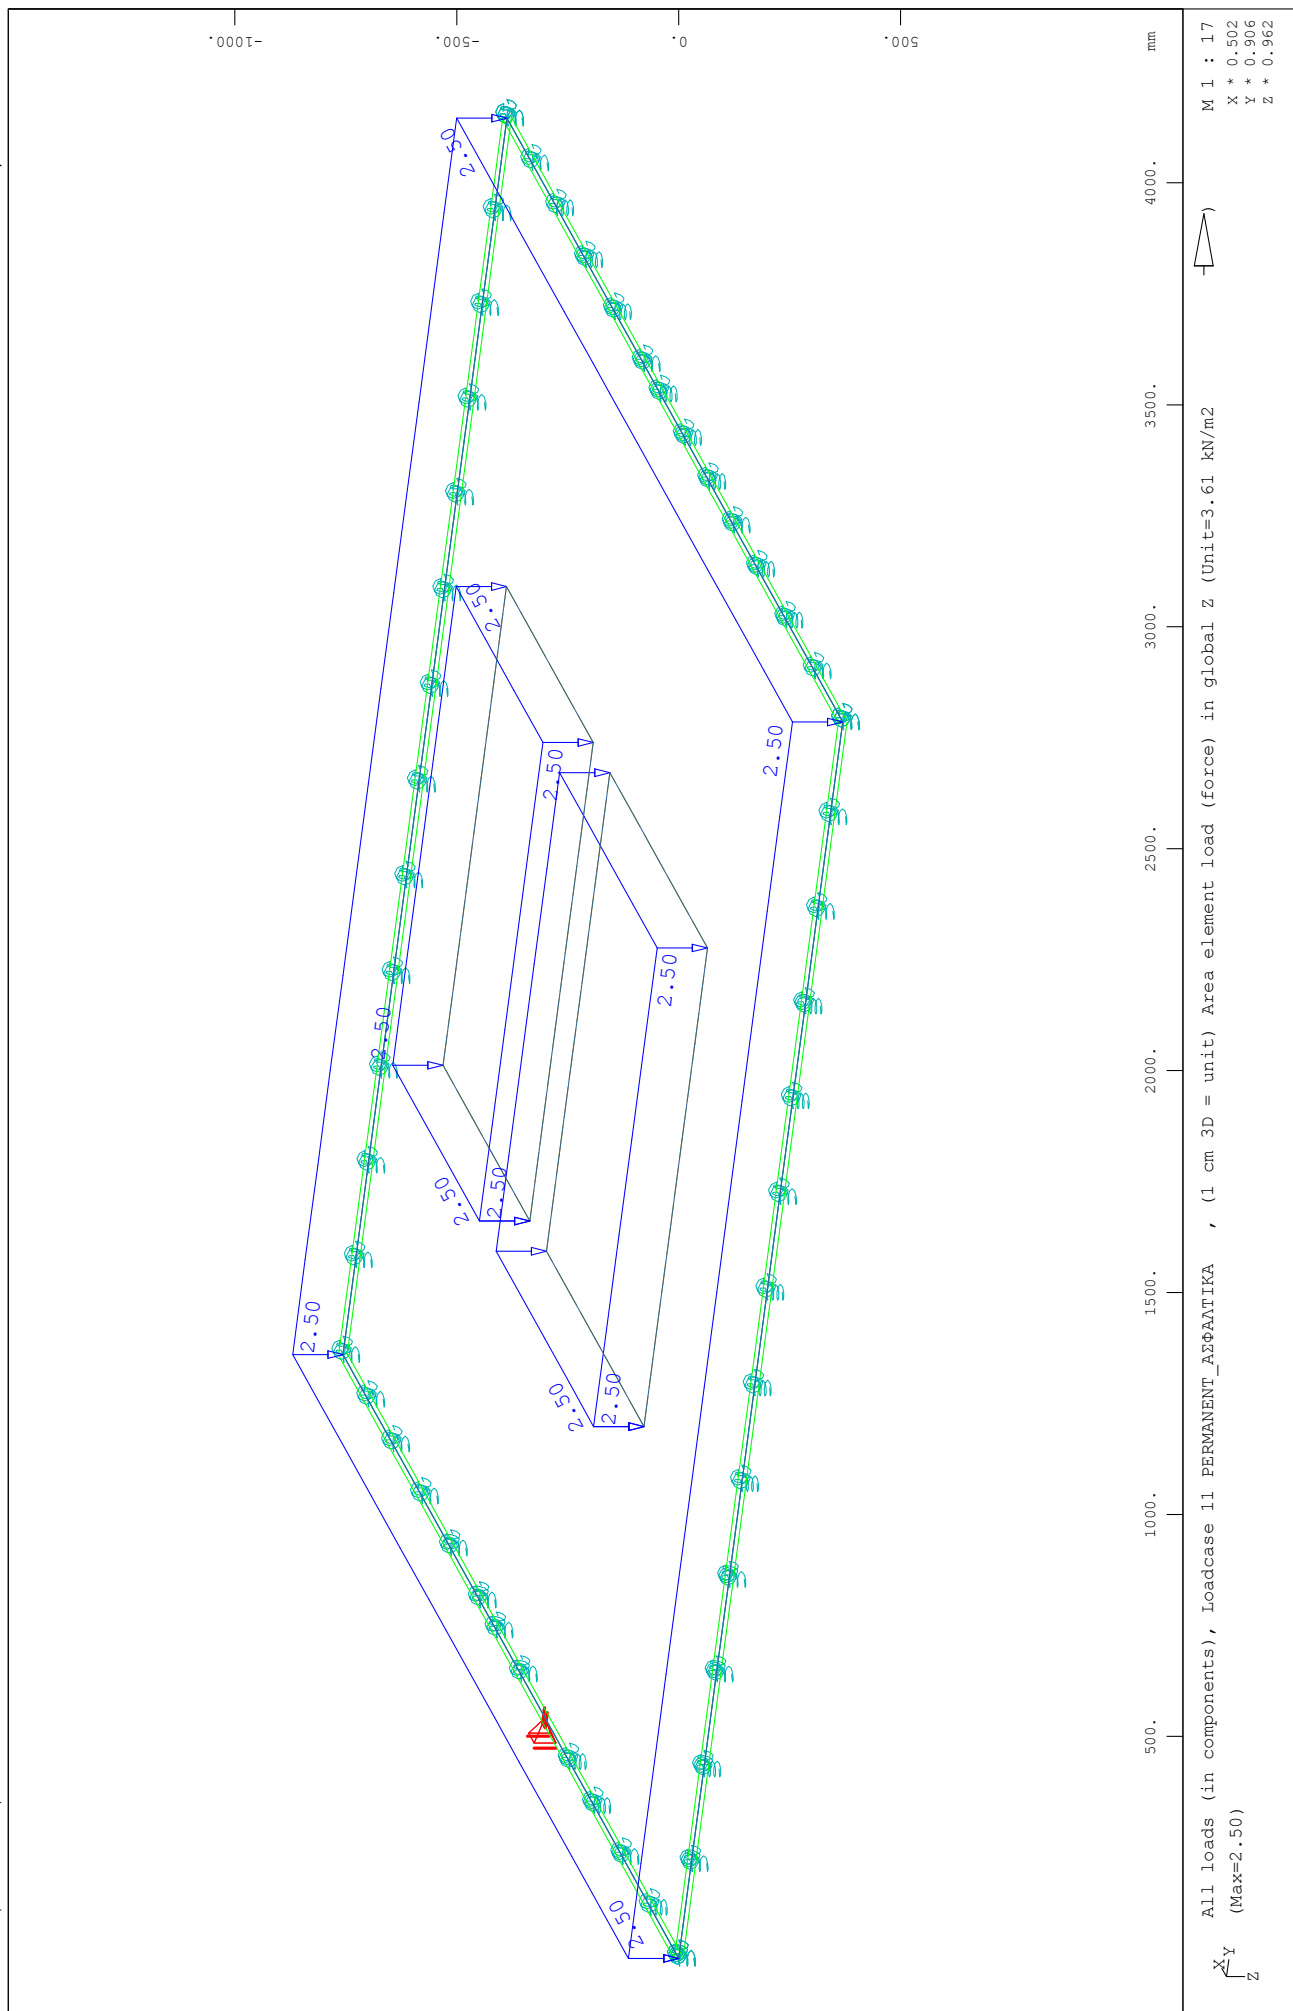 -1000.
-500.
0.
500.
mm
4000.
3500.
3000.
2500.
2000.
1500.
1000.
500.
2.50
2.50
2.50
2.50
2.50
2.50
2.50
2.50
2.50
2.50
2.50
2.50
All loads (in components), Loadcase 11 PERMANENT_ΑΣΦΑΛΤΙΚΑ , (1 cm 3D = unit) Area element load (force) in global Z (Unit=3.61 kN/m2 )
(Max=2.50)
M 1 : 17
X * 0.502
Y * 0.906
Z * 0.962
X
Y
Z